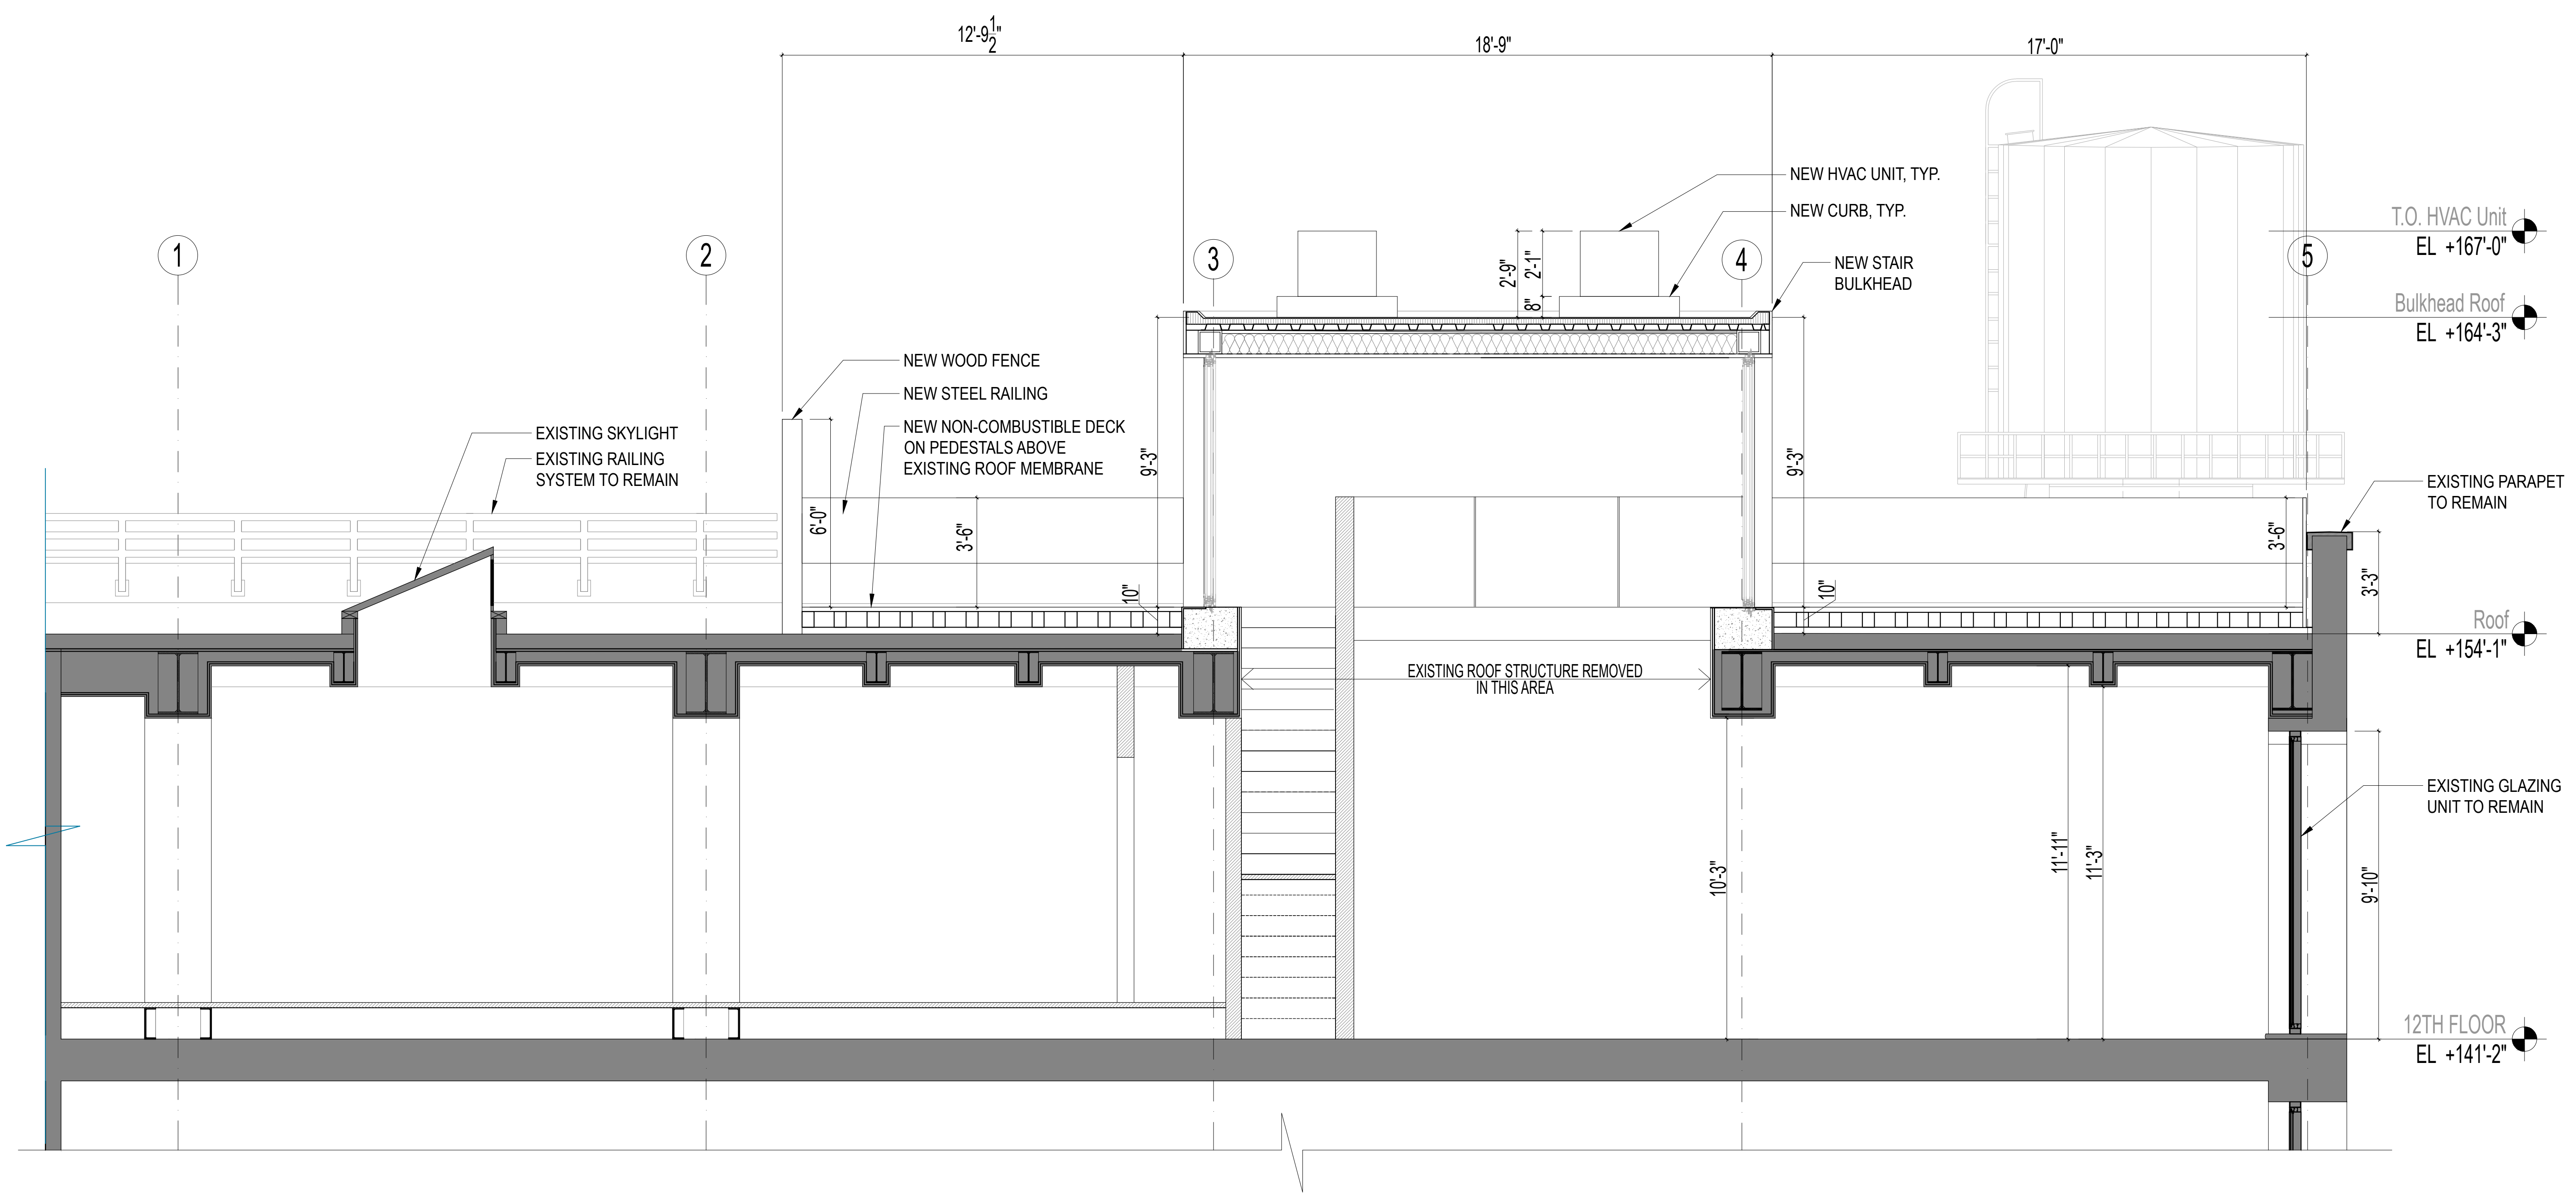 12'-9 1/2"
18'-9"
17'-0"
NEW HVAC UNIT, TYP.
NEW CURB, TYP.
T.O. HVAC Unit
EL +167'-0"
1
2
3
4
5
2'-9"
2'-1"
8"
NEW STAIR
BULKHEAD
Bulkhead Roof
EL +164'-3"
NEW WOOD FENCE
NEW STEEL RAILING
NEW NON-COMBUSTIBLE DECK
ON PEDESTALS ABOVE
EXISTING ROOF MEMBRANE
EXISTING SKYLIGHT
EXISTING RAILING
SYSTEM TO REMAIN
9'-3"
9'-3"
EXISTING PARAPET
TO REMAIN
6'-0"
3'-6"
3'-6"
10"
10"
3'-3"
Roof
EL +154'-1"
EXISTING ROOF STRUCTURE REMOVED
IN THIS AREA
EXISTING GLAZING
UNIT TO REMAIN
10'-3"
11'-11"
11'-3"
9'-10"
12TH FLOOR
EL +141'-2"